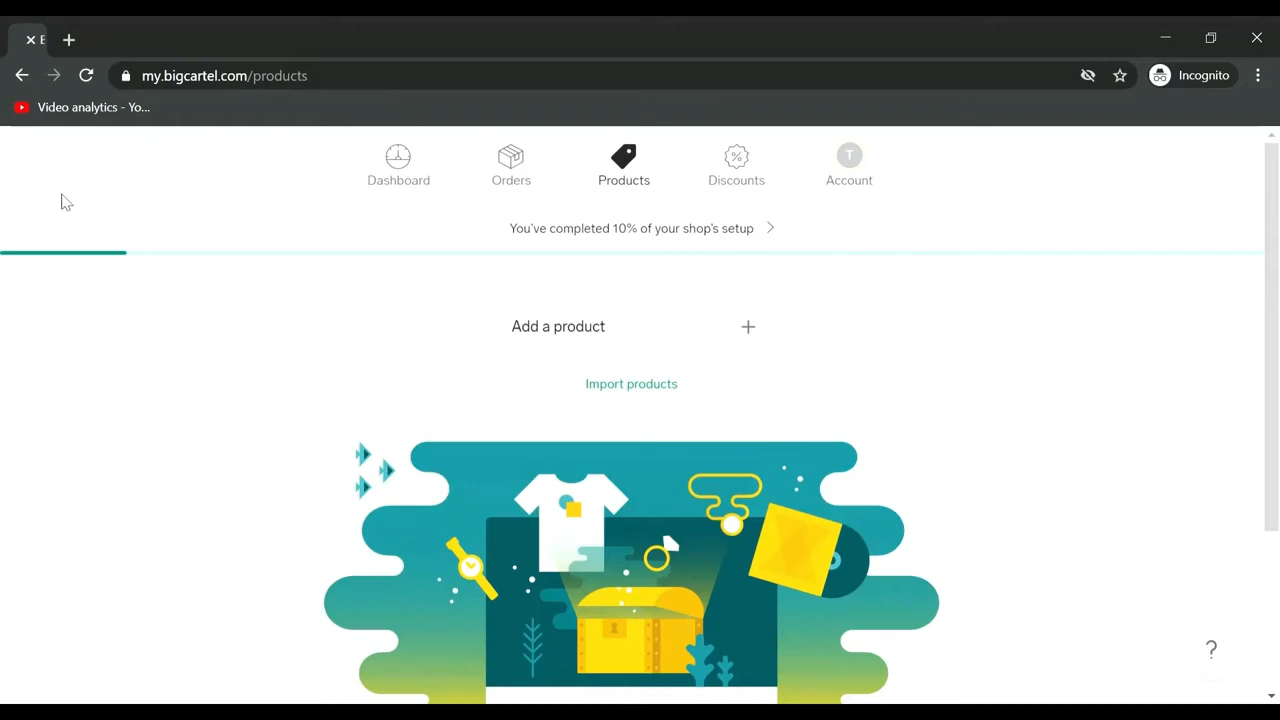 E
my.bigcartel.com/products
Incognito
Video analytics - Yo...
Dashboard
Orders
Products
Discounts
T
Account
You've completed 10% of your shop's setup
Add a product
Import products
?